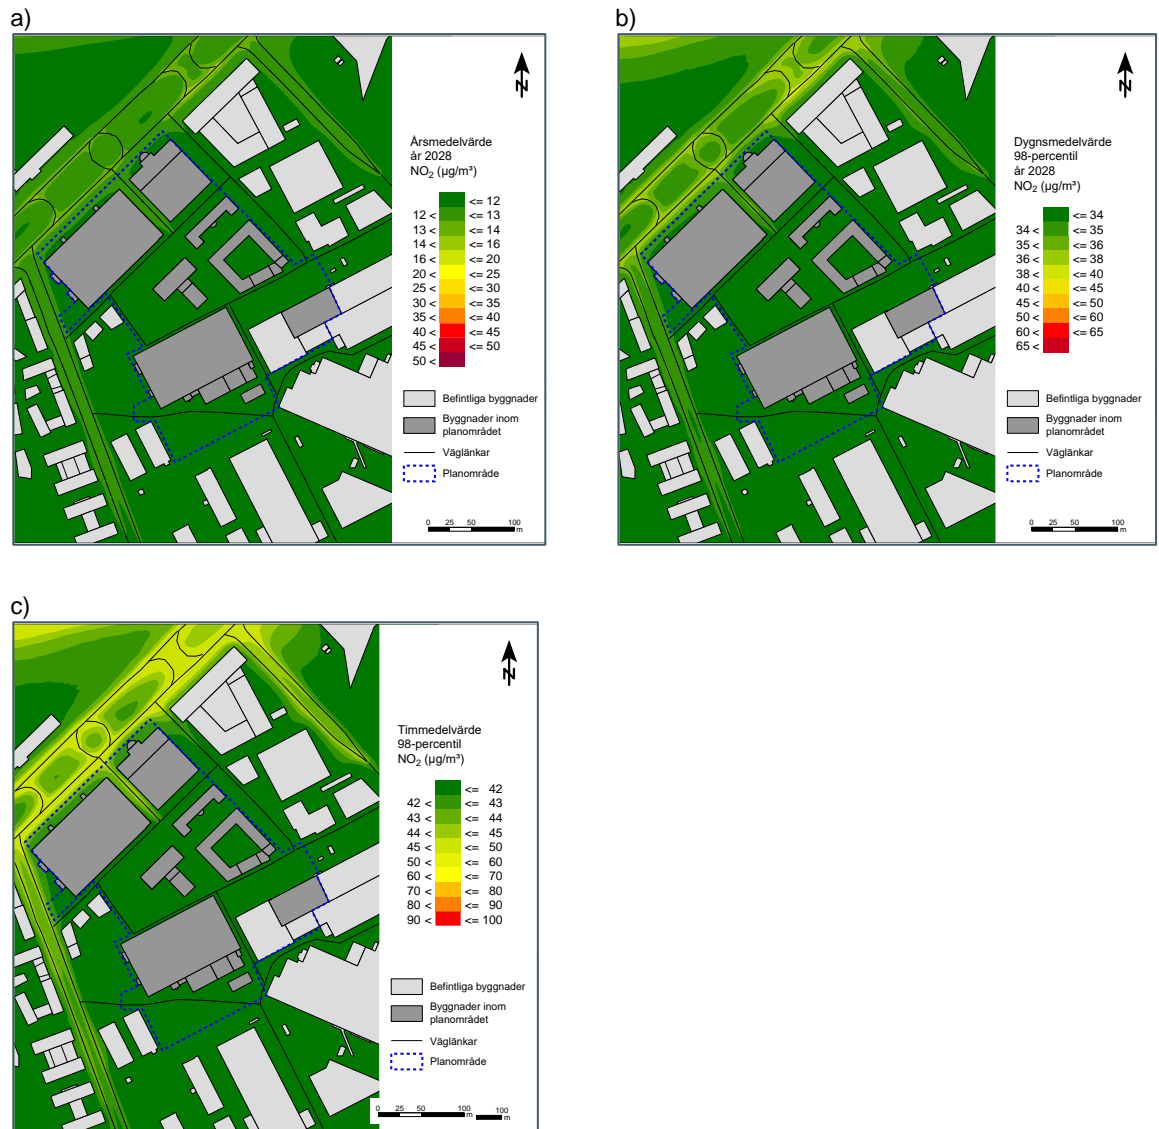 a)
N
Årsmedelvärde
år 2028
NO₂ (µg/m³)
<= 12
12 < <= 13
13 < <= 14
14 < <= 16
16 < <= 20
20 < <= 25
25 < <= 30
30 < <= 35
35 < <= 40
40 < <= 45
45 < <= 50
50 <
Befintliga byggnader
Byggnader inom
planområdet
Väglänkar
Planområde
0 25 50 100
m
b)
N
Dygnsmedelvärde
98-percentil
år 2028
NO₂ (µg/m³)
<= 34
34 < <= 35
35 < <= 36
36 < <= 38
38 < <= 40
40 < <= 45
45 < <= 50
50 < <= 60
60 < <= 65
65 <
Befintliga byggnader
Byggnader inom
planområdet
Väglänkar
Planområde
0 25 50 100
m
c)
N
Timmedelvärde
98-percentil
NO₂ (µg/m³)
<= 42
42 < <= 43
43 < <= 44
44 < <= 45
45 < <= 50
50 < <= 60
60 < <= 70
70 < <= 80
80 < <= 90
90 < <= 100
Befintliga byggnader
Byggnader inom
planområdet
Väglänkar
Planområde
0 25 50 100 100
m m